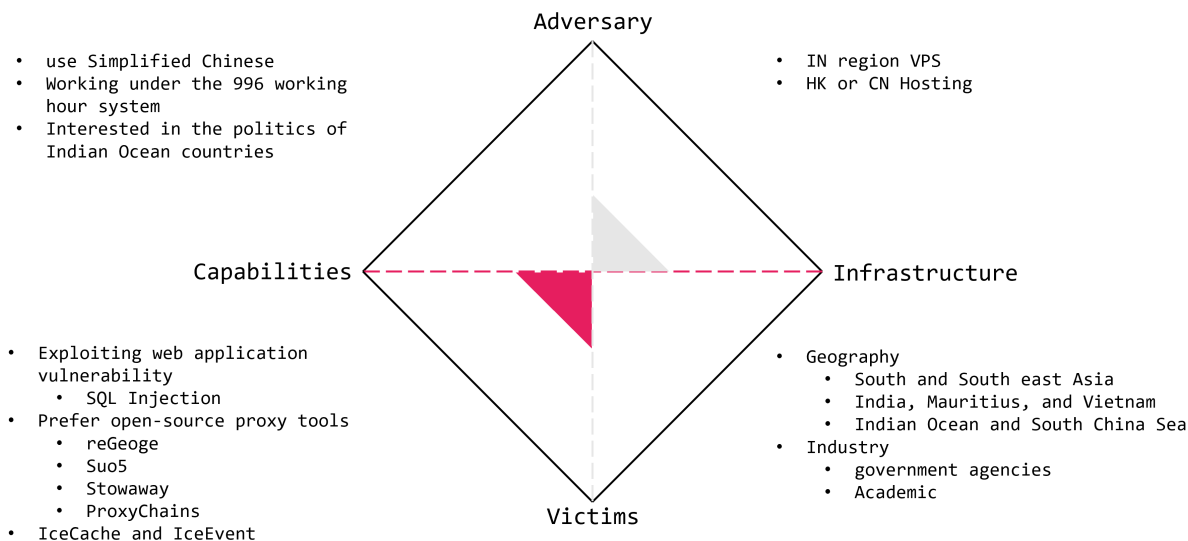 Adversary
• use Simplified Chinese
• Working under the 996 working
hour system
• Interested in the politics of
Indian Ocean countries
• IN region VPS
• HK or CN Hosting
Capabilities
Infrastructure
• Exploiting web application
vulnerability
• SQL Injection
• Prefer open-source proxy tools
• reGeoge
• Suo5
• Stowaway
• ProxyChains
• IceCache and IceEvent
• Geography
• South and South east Asia
• India, Mauritius, and Vietnam
• Indian Ocean and South China Sea
• Industry
• government agencies
• Academic
Victims